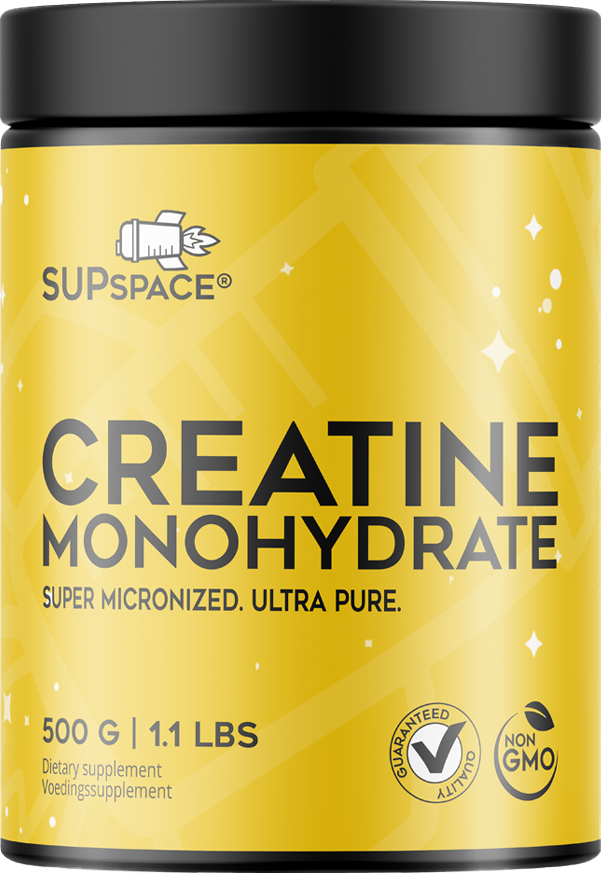 SUPSPACE®
CREATINE
MONOHYDRATE
SUPER MICRONIZED. ULTRA PURE.
500 G | 1.1 LBS
Dietary supplement
Voedingssupplement
GUARANTEED
QUALITY
NON
GMO